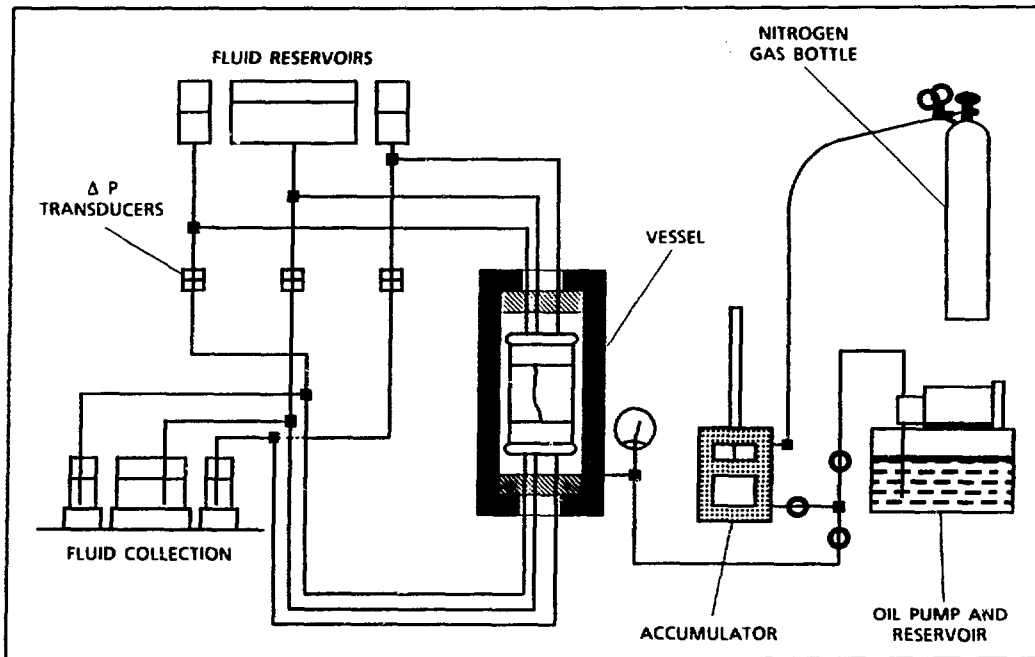 NITROGEN
GAS BOTTLE
FLUID RESERVOIRS
Δ P
TRANSDUCERS
VESSEL
FLUID COLLECTION
ACCUMULATOR
OIL PUMP AND
RESERVOIR